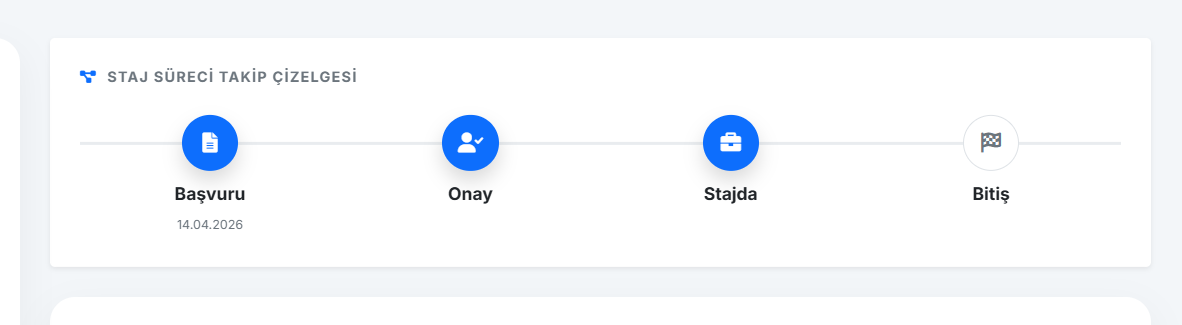 STAJ SÜRECİ TAKİP ÇİZELGESİ
Başvuru
Onay
Stajda
Bitiş
14.04.2026